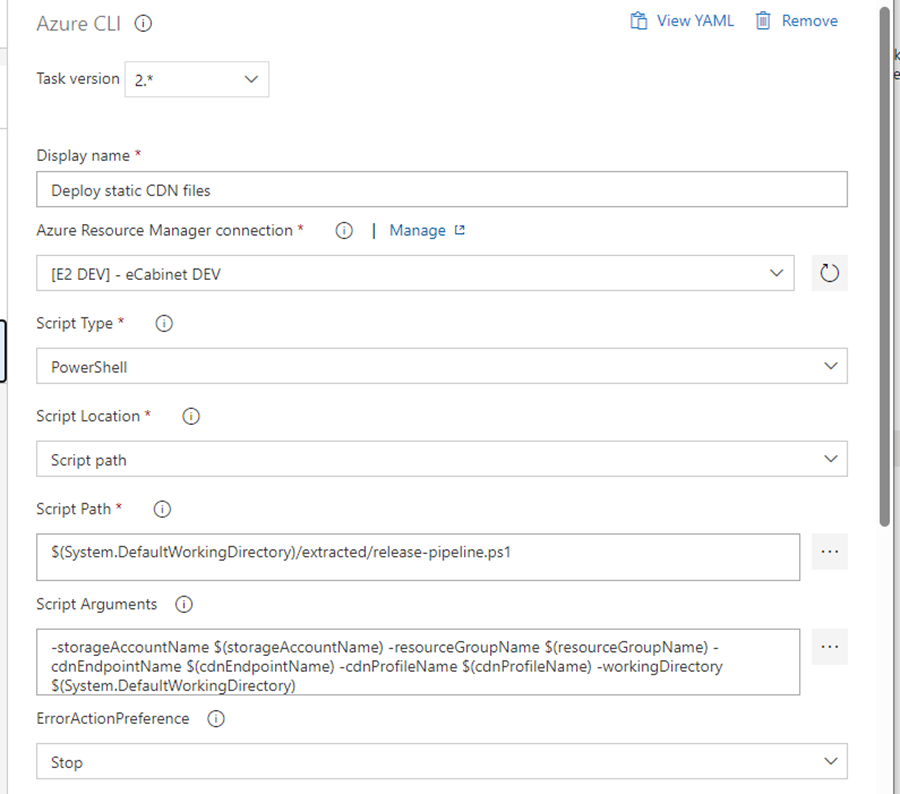 Azure CLI
View YAML
Remove
Task version
2.*
Display name *
Deploy static CDN files
Azure Resource Manager connection *
| Manage
[E2 DEV] - eCabinet DEV
Script Type *
PowerShell
Script Location *
Script path
Script Path *
$(System.DefaultWorkingDirectory)/extracted/release-pipeline.ps1
...
Script Arguments
-storageAccountName $(storageAccountName) -resourceGroupName $(resourceGroupName) -
cdnEndpointName $(cdnEndpointName) -cdnProfileName $(cdnProfileName) -workingDirectory
$(System.DefaultWorkingDirectory)
...
ErrorActionPreference
Stop